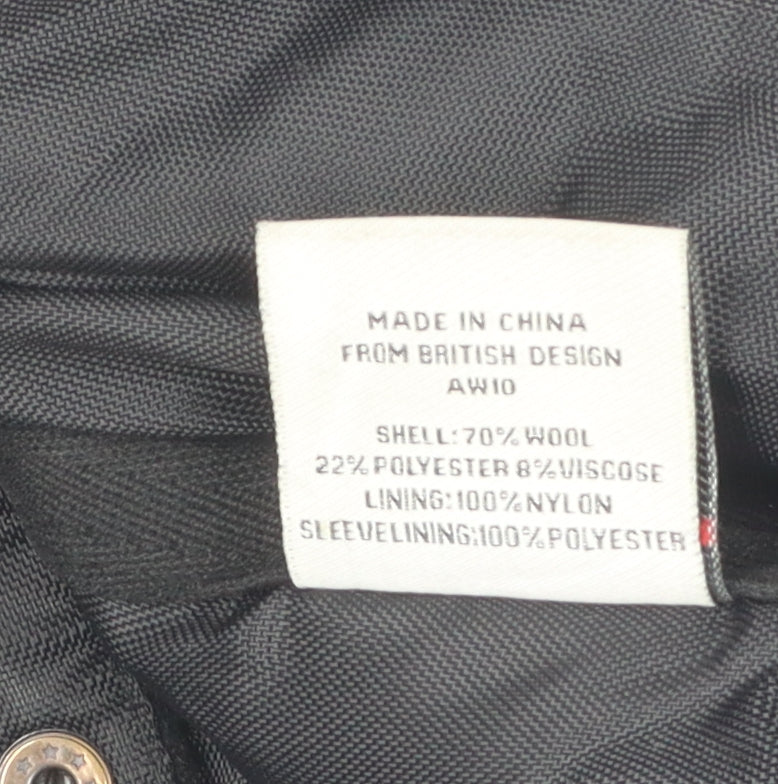 MADE IN CHINA
FROM BRITISH DESIGN
AW10
SHELL:70% WOOL
22% POLYESTER 8%VISCOSE
LINING:100%NYLON
SLEEVELINING:100%POLYESTER